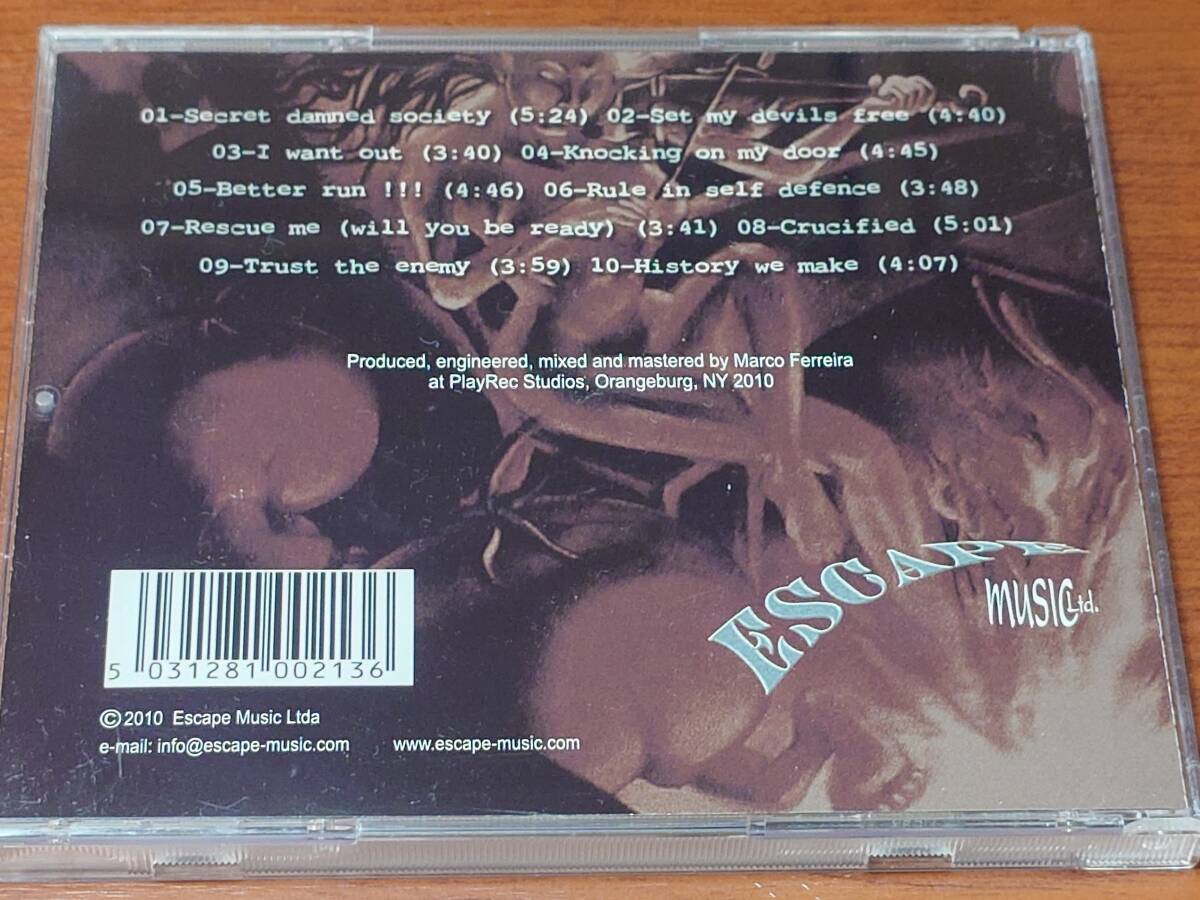 01-Secret damned society (5:24) 02-Set my devils free (4:40)
03-I want out (3:40) 04-Knocking on my door (4:45)
05-Better run !!! (4:46) 06-Rule in self defence (3:48)
07-Rescue me (will you be ready) (3:41) 08-Crucified (5:01)
09-Trust the enemy (3:59) 10-History we make (4:07)
Produced, engineered, mixed and mastered by Marco Ferreira
at PlayRec Studios, Orangeburg, NY 2010
ESCAPE
MUSIC Ltd.
5 031281 002136
©2010 Escape Music Ltda
e-mail: info@escape-music.com www.escape-music.com